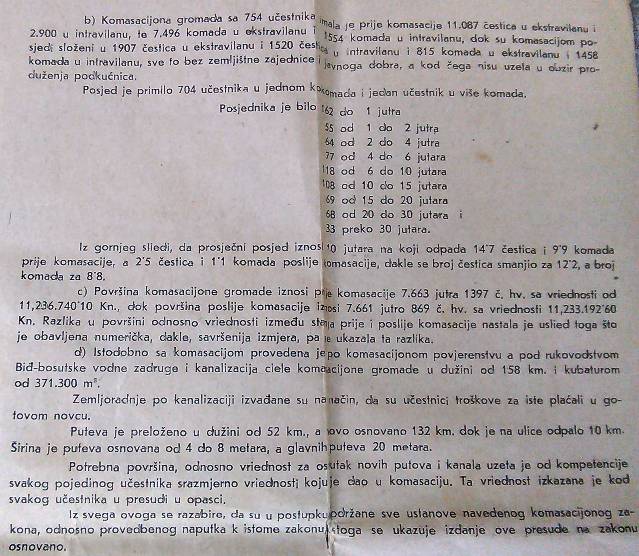 b) Komasacijona gromada sa 754 učestnika imala je prije komasacije 11.087 čestica u ekstravilanu i
2.900 u intravilanu, te 7.496 komada u ekstravilanu i 1554 komada u intravilanu, dok su komasacijom po-
sjedi složeni u 1907 čestica u ekstravilanu i 1520 čestica u intravilanu i 815 komada u ekstravilanu i 1458
komada u intravilanu, sve to bez zemljištne zajednice i javnoga dobra, a kod čega nisu uzela u obzir pro-
duženja podkućnica.
Posjed je primilo 704 učestnika u jednom komadu i jedan učestnik u više komada.
Posjednika je bilo 162 do 1 jutra
55 od 1 do 2 jutra
64 od 2 do 4 jutra
77 od 4 do 6 jutara
118 od 6 do 10 jutara
108 od 10 do 15 jutara
69 od 15 do 20 jutara
68 od 20 do 30 jutara i
33 preko 30 jutara.
Iz gornjeg sliedi, da prosječni posjed iznosi 10 jutara na koji odpada 14'7 čestica i 9'9 komada
prije komasacije, a 2'5 čestica i 1'1 komada poslije komasacije, dakle se broj čestica smanjio za 12'2, a broj
komada za 8'8.
c) Površina komasacijone gromade iznosi prije komasacije 7.663 jutra 1397 č. hv. sa vriednosti od
11,236.740'10 Kn., dok površina poslije komasacije iznosi 7.661 jutro 869 č. hv. sa vriednosti 11,233.192'60
Kn. Razlika u površini odnosno vriednosti između stanja prije i poslije komasacije nastala je uslied toga što
je obavljena numerička, dakle, savršenija izmjera, pa je ukazala ta razlika.
d) Istodobno sa komasacijom provedena je po komasacionom povjerenstvu a pod rukovodstvom
Biđ-bosutske vodne zadruge i kanalizacija ciele komasacijone gromade u dužini od 158 km. i kubaturom
od 371.300 m³.
Zemljoradnje po kanalizaciji izvađane su na način, da su učestnici troškove za iste plaćali u go-
tovom novcu.
Puteva je preloženo u dužini od 52 km., a novo osnovano 132 km. dok je na ulice odpalo 10 km.
Širina je puteva osnovana od 4 do 8 metara, a glavnih puteva 20 metara.
Potrebna površina, odnosno vriednost za ostutak novih putova i kanala uzeta je od kompetencije
svakog pojedinog učestnika srazmjerno vriednosti koju je dao u komasaciju. Ta vriednost izkazana je kod
svakog učestnika u presudi u opasci.
Iz svega ovoga se razabire, da su u postupku podržane sve ustanove navedenog komasacijonog za-
kona, odnosno provedbenog naputka k istome zakonu, stoga se ukazuje izdanje ove presude na zakonu
osnovano.